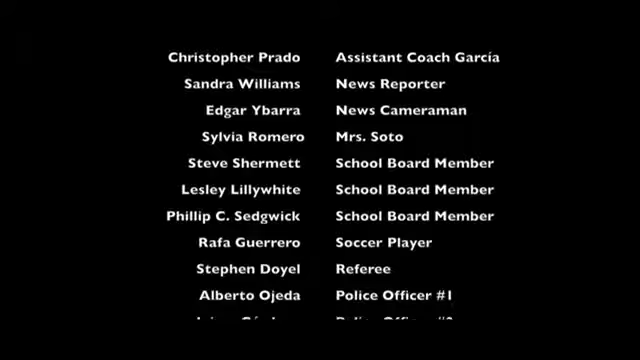 Christopher Prado Assistant Coach García
Sandra Williams News Reporter
Edgar Ybarra News Cameraman
Sylvia Romero Mrs. Soto
Steve Shermett School Board Member
Lesley Lillywhite School Board Member
Phillip C. Sedgwick School Board Member
Rafa Guerrero Soccer Player
Stephen Doyel Referee
Alberto Ojeda Police Officer #1
Police Officer